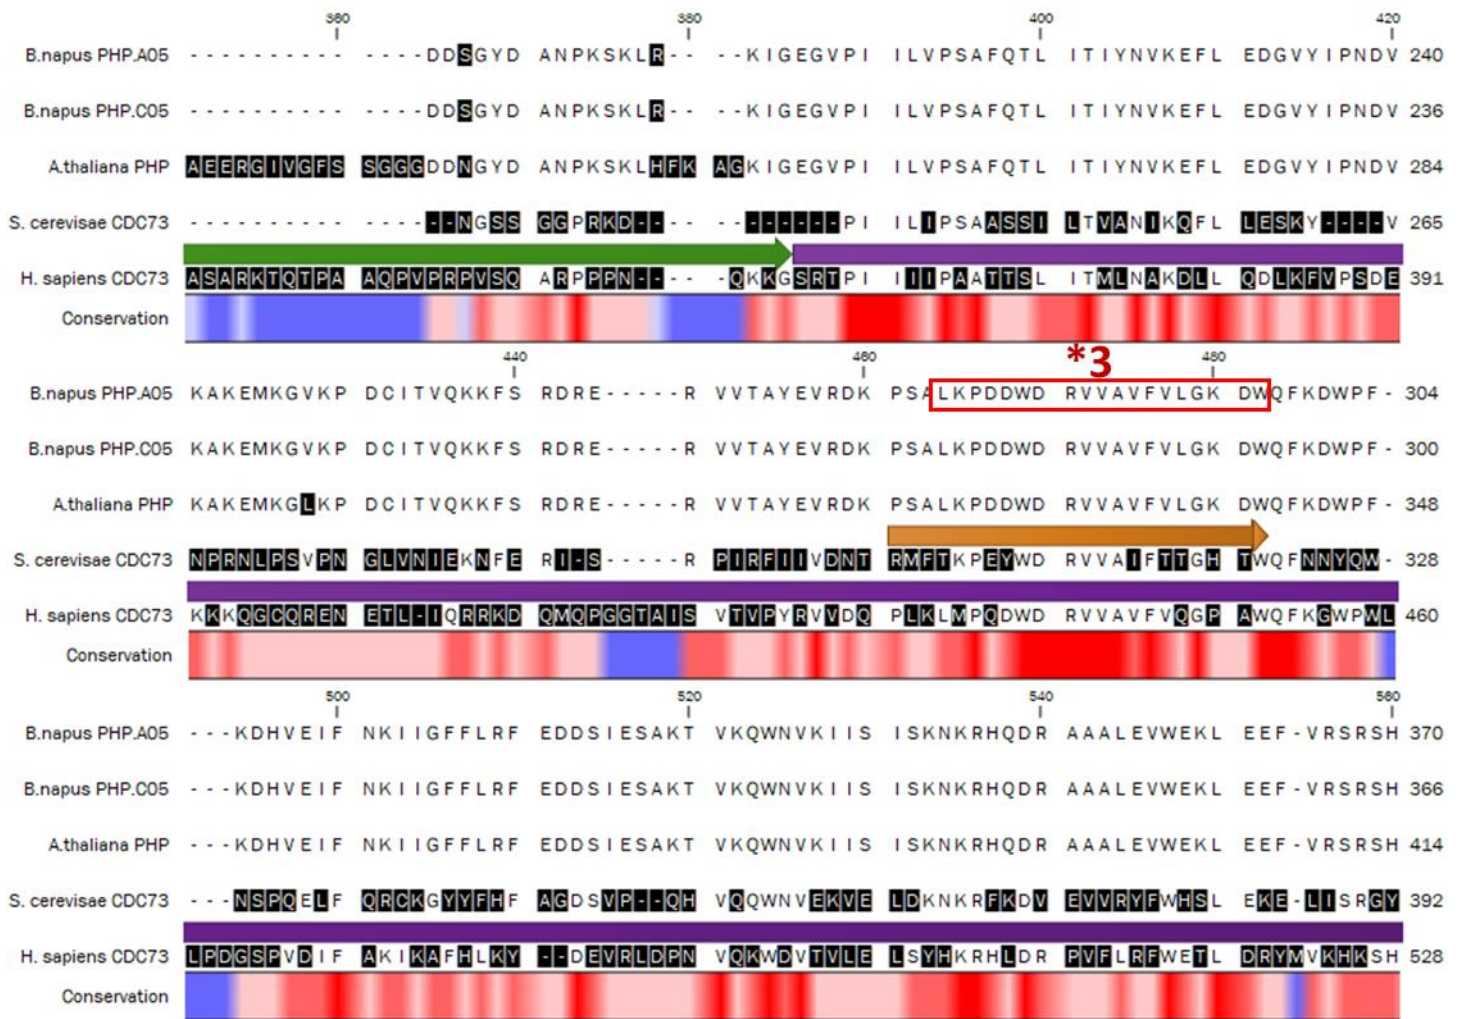 360 380 400 420
B.napus PHP.A05 - - - - - - - - - - - - - - DDSGYD ANPKSKLR- - - - KIGEGVPI ILVPSAFQTL ITIYNVKEFL EDGVYIPNDV 240
B.napus PHP.C05 - - - - - - - - - - - - - - DDSGYD ANPKSKLR- - - - KIGEGVPI ILVPSAFQTL ITIYNVKEFL EDGVYIPNDV 236
A.thaliana PHP AEERGIVGFS SGGGDDNGYD ANPKSKLHFK AGKIGEGVPI ILVPSAFQTL ITIYNVKEFL EDGVYIPNDV 284
S. cerevisae CDC73 - - - - - - - - - - - - - - - - NGSS GGPRKD- - - - - - - - - - - - PI ILIPSAASSI LTVANIKQFL LESKY- - - - V 265
H. sapiens CDC73 ASARKTQTPA AQPVPRPVSQ ARPPPN- - - - - QKKGSRTPI IIIPAATTSL ITMLNAKDLL QDLKFVPSDE 391
Conservation
440 460 480
*3
B.napus PHP.A05 KAKEMKGVKP DCITVQKKFS RDRE- - - - - R VVTAYEVRDK PSALKPDDWD RVVAVFVLGK DWQFKDWPF- 304
B.napus PHP.C05 KAKEMKGVKP DCITVQKKFS RDRE- - - - - R VVTAYEVRDK PSALKPDDWD RVVAVFVLGK DWQFKDWPF- 300
A.thaliana PHP KAKEMKGLKP DCITVQKKFS RDRE- - - - - R VVTAYEVRDK PSALKPDDWD RVVAVFVLGK DWQFKDWPF- 348
S. cerevisae CDC73 NPRNLPSVPN GLVNIEKNFE RI-S- - - - - R PIRFIIVDNT RMFTKPEYWD RVVAIFTTGH TWQFNNYQW- 328
H. sapiens CDC73 KKKQGCQREN ETL-IQRRKD QMQPGGTAIS VTVPYRVVDQ PLKLMPQDWD RVVAVFVQGP AWQFKGWPWL 460
Conservation
500 520 540 560
B.napus PHP.A05 - - - KDHVEIF NKIIGFFLRF EDDSIESAKT VKQWNVKIIS ISKNKRHQDR AAALEVWEKL EEF-VRSRSH 370
B.napus PHP.C05 - - - KDHVEIF NKIIGFFLRF EDDSIESAKT VKQWNVKIIS ISKNKRHQDR AAALEVWEKL EEF-VRSRSH 366
A.thaliana PHP - - - KDHVEIF NKIIGFFLRF EDDSIESAKT VKQWNVKIIS ISKNKRHQDR AAALEVWEKL EEF-VRSRSH 414
S. cerevisae CDC73 - - - NSPQELF QRCKGYYFHF AGDSVP- - QH VQQWNVEKVE LDKNKRFKDV EVVRYFWHSL EKE-LISRGY 392
H. sapiens CDC73 LPDGSPVDIF AKIKAFHLKY - - DEVRLDPN VQKWDVTVLE LSYHKRHLDR PVFLRFWETL DRYMVKHKSH 528
Conservation